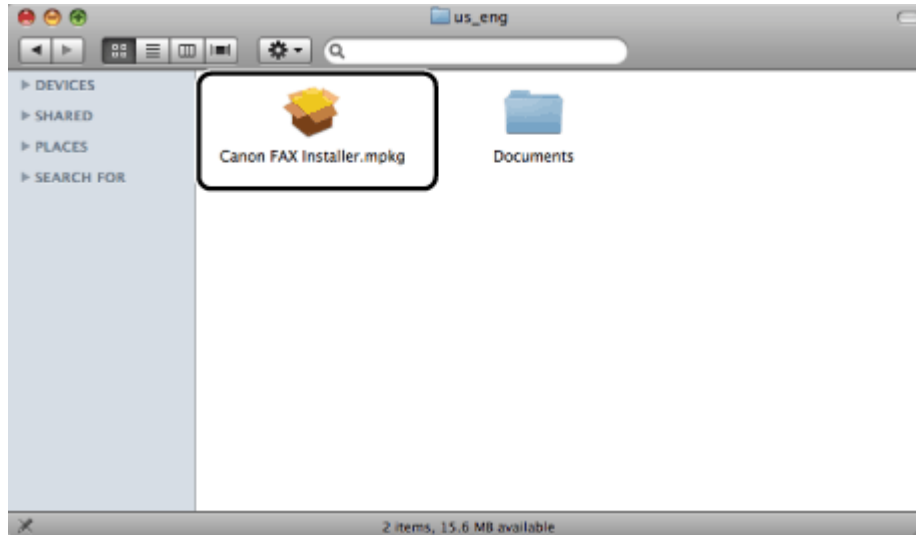 us_eng
DEVICES
SHARED
PLACES
SEARCH FOR
Canon FAX Installer.mpkg
Documents
2 items, 15.6 MB available